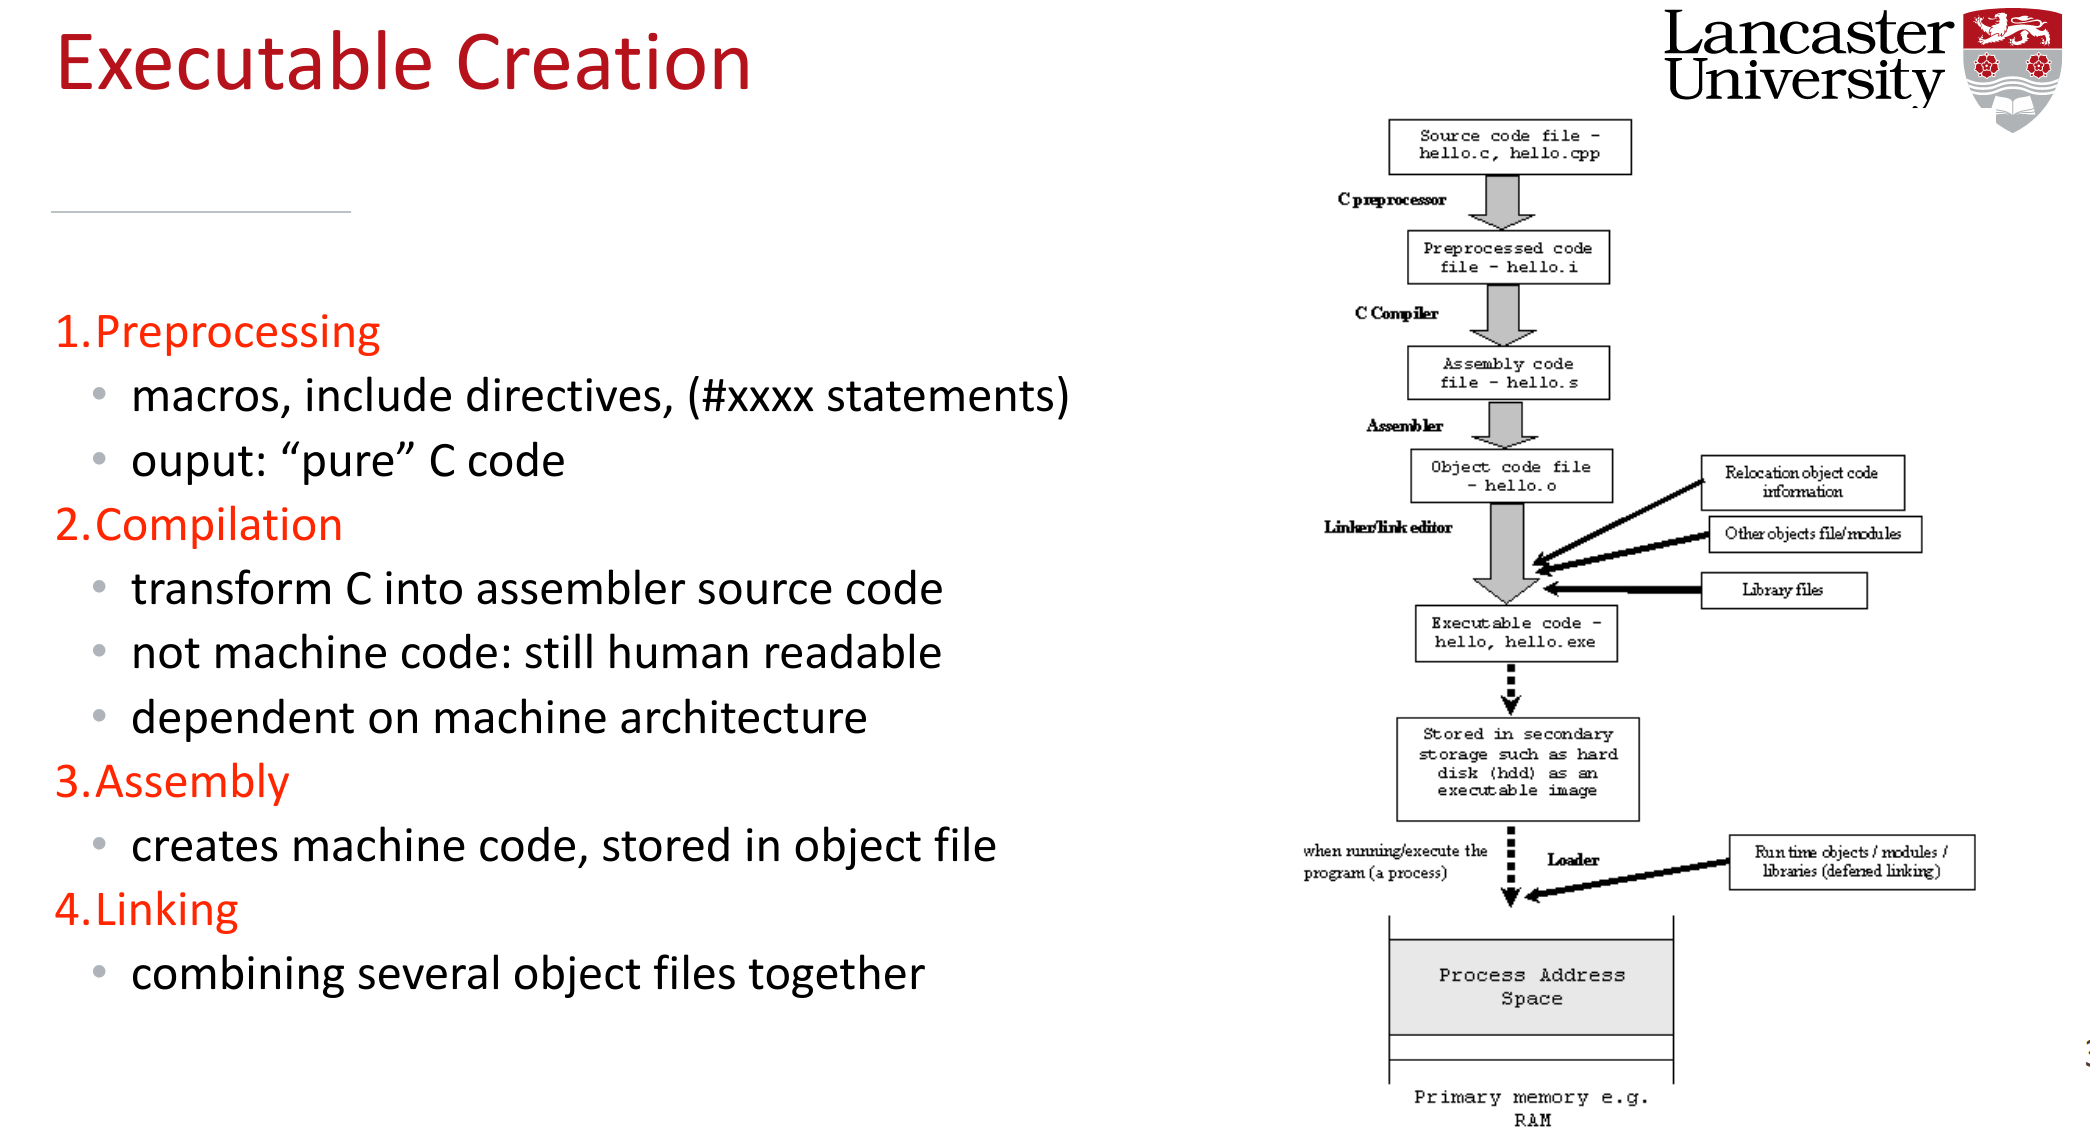 Executable Creation
Lancaster
University
1.Preprocessing
• macros, include directives, (#xxxx statements)
• ouput: “pure” C code
2.Compilation
• transform C into assembler source code
• not machine code: still human readable
• dependent on machine architecture
3.Assembly
• creates machine code, stored in object file
4.Linking
• combining several object files together
Source code file –
hello.c, hello.cpp
C preprocessor
Preprocessed code
file – hello.i
C Compiler
Assembly code
file – hello.s
Assembler
Object code file
– hello.o
Relocation object code
information
Linker/link editor
Other objects file/modules
Library files
Executable code –
hello, hello.exe
Stored in secondary
storage such as hard
disk (hdd) as an
executable image
when running/execute the
program (a process)
Loader
Run time objects / modules /
libraries (deferred linking)
Process Address
Space
Primary memory e.g.
RAM